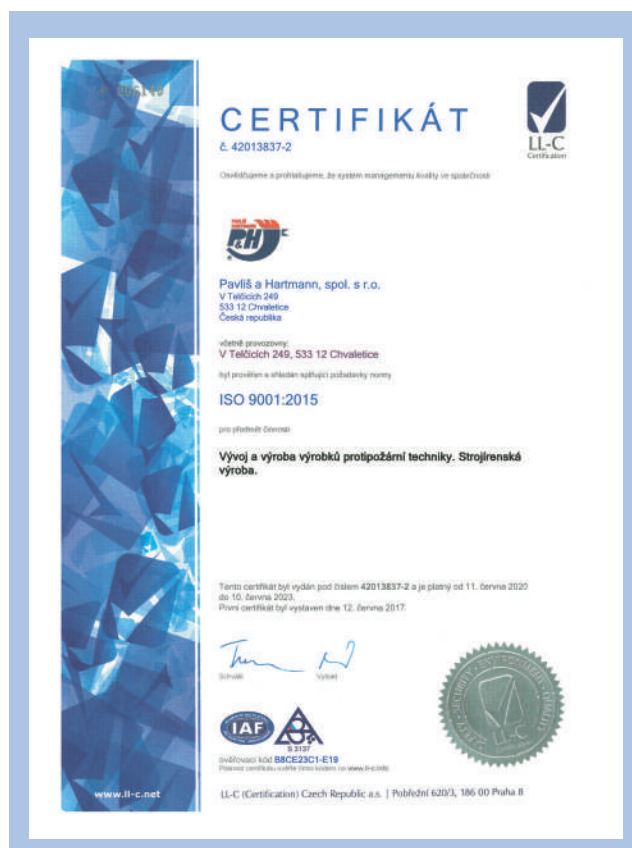 CERTIFIKÁT
č. 42013837-2
LL-C
Certification
Osvědčujeme a prohlašujeme, že systém managementu kvality ve společnosti
PAVLIŠ
HARTMANN
P&H
Pavliš a Hartmann, spol. s r.o.
V Telčicích 249
533 12 Chvaletice
Česká republika
včetně provozovny:
V Telčicích 249, 533 12 Chvaletice
byl prověřen a shledán splňující požadavky normy
ISO 9001:2015
pro předmět činnosti
Vývoj a výroba výrobků protipožární techniky. Strojírenská
výroba.
Tento certifikát byl vydán pod číslem 42013837-2 a je platný od 11. června 2020
do 10. června 2023.
První certifikát byl vystaven dne 12. června 2017.
Schválil
Vydal
IAF
S 3137
ověřovací kód B8CE23C1-E19
Platnost certifikátu ověřte tímto kódem na www.ll-c.info
LL-C
www.ll-c.net
LL-C (Certification) Czech Republic a.s. | Pobřežní 620/3, 186 00 Praha 8